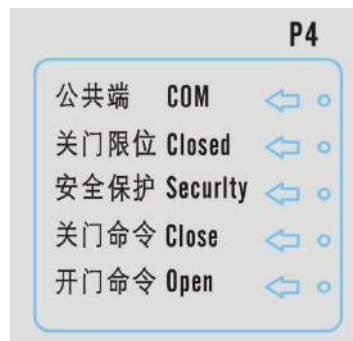 P4
公共端 COM
关门限位 Closed
安全保护 Securlty
关门命令 Close
开门命令 Open